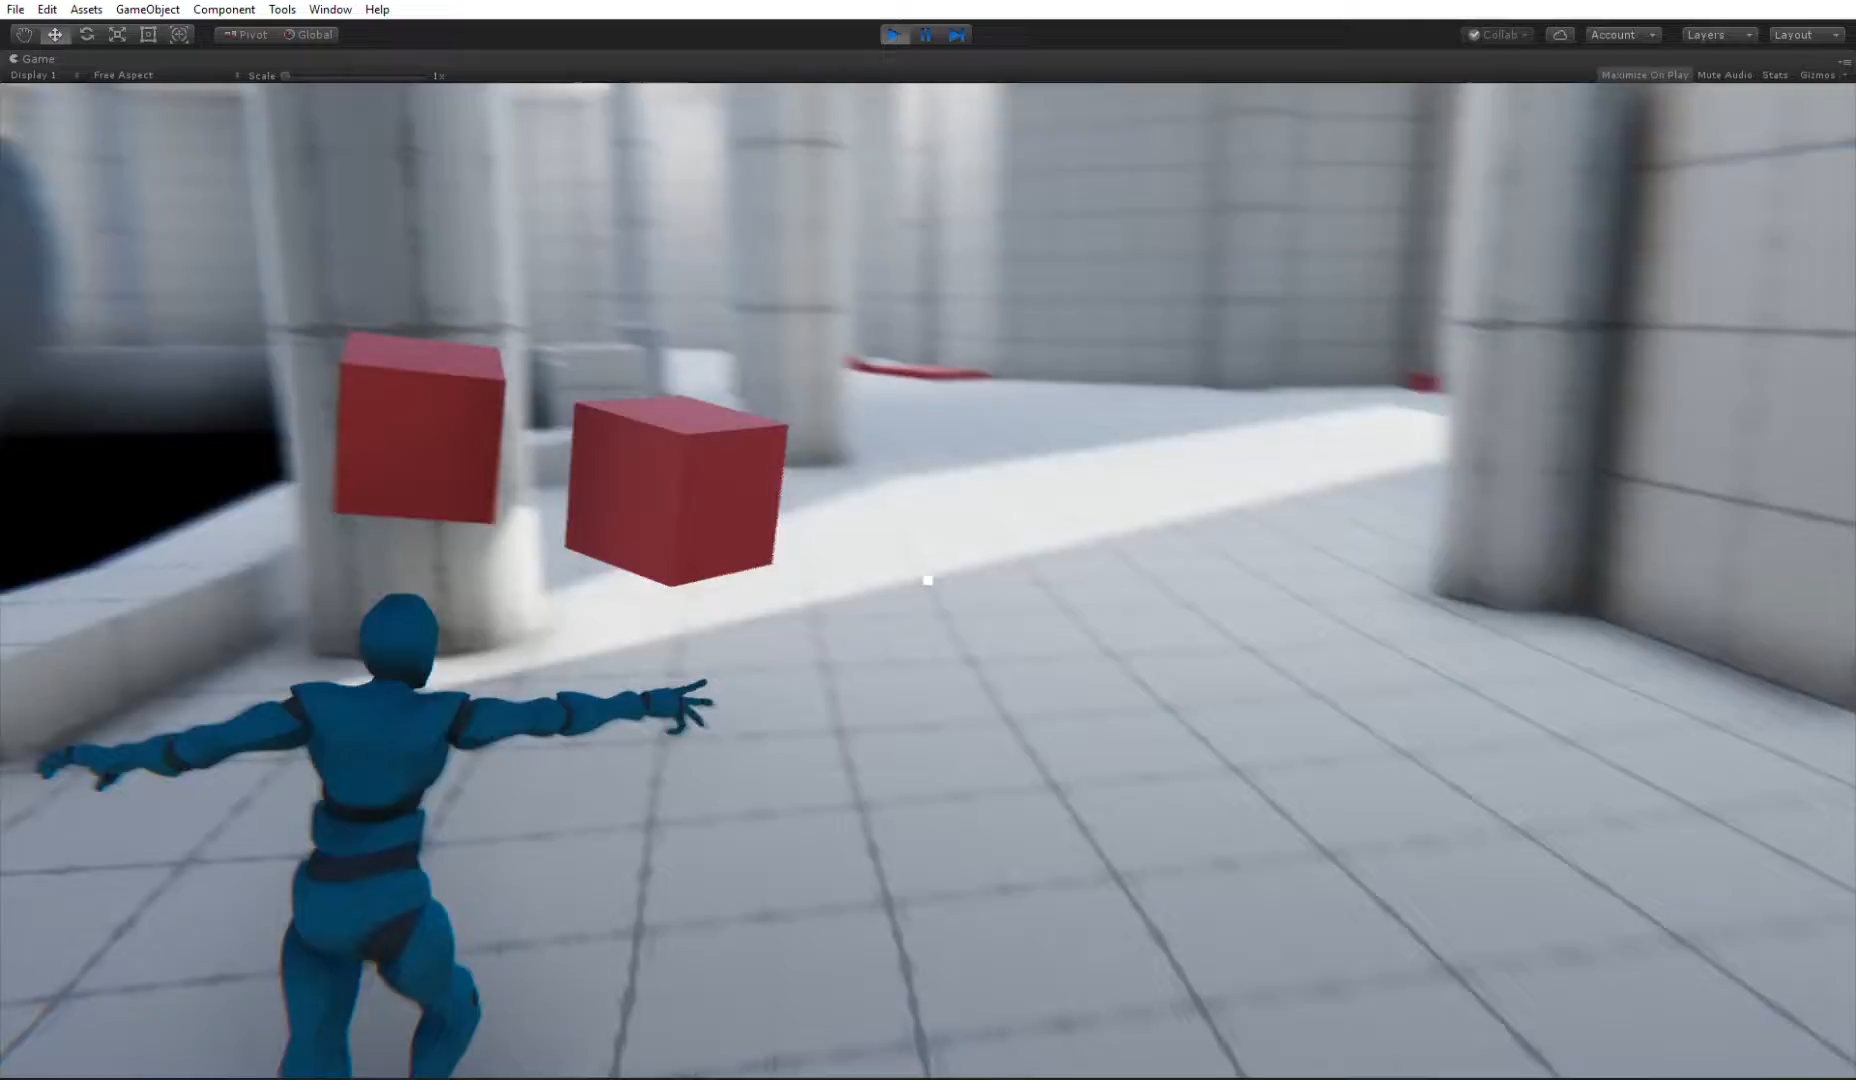 File Edit Assets GameObject Component Tools Window Help
Pivot Global Collab Account Layers Layout
Game
Display 1 Free Aspect Scale 1x Maximize On Play Mute Audio Stats Gizmos